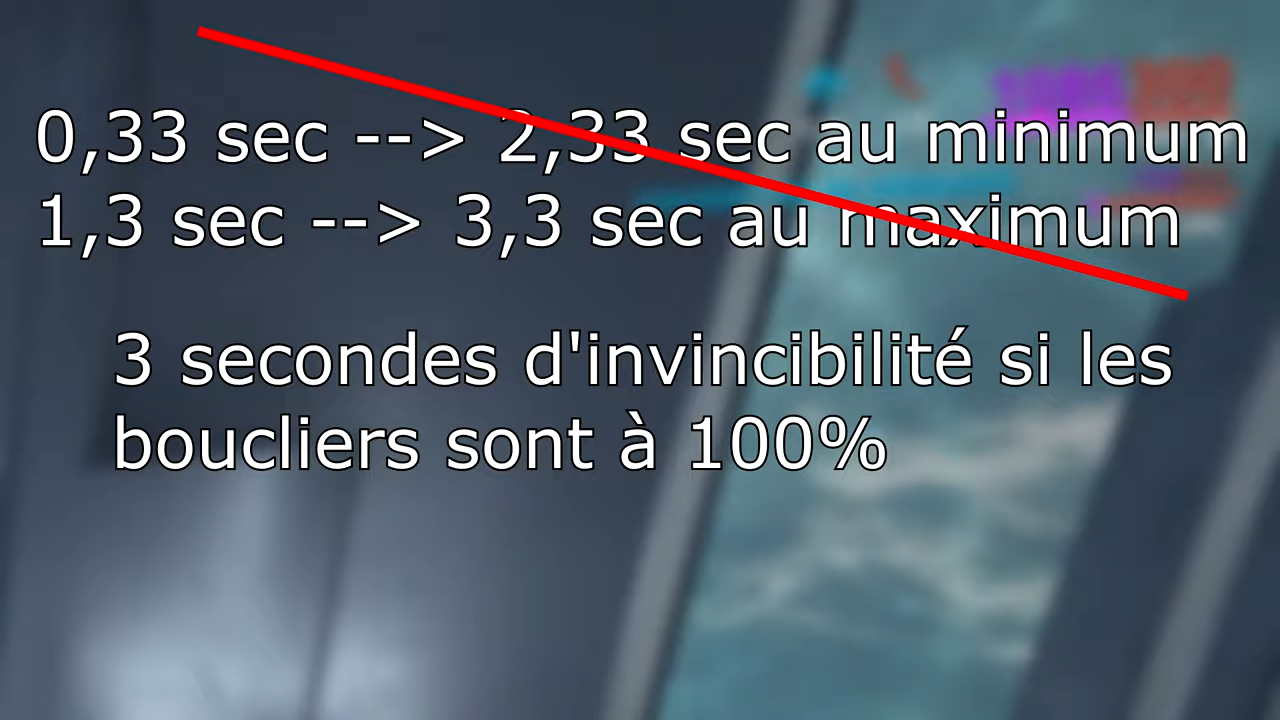 0,33 sec --> 2,33 sec au minimum
1,3 sec --> 3,3 sec au maximum
3 secondes d'invincibilité si les
boucliers sont à 100%